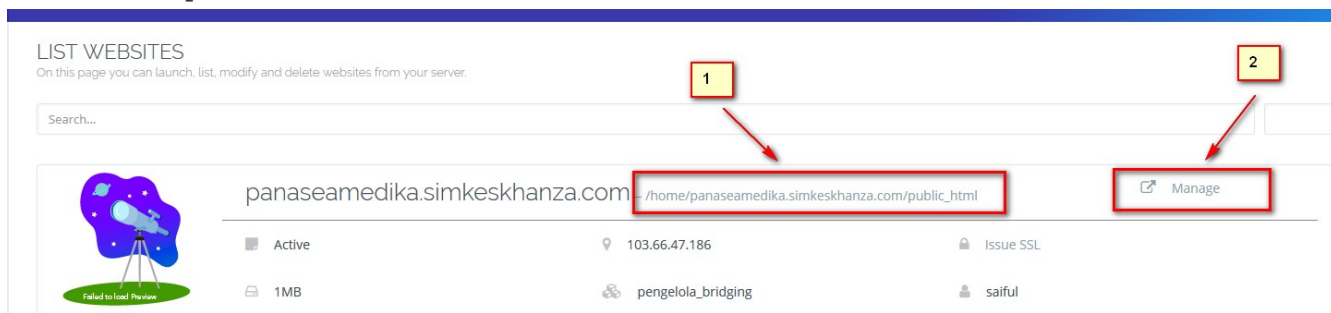 LIST WEBSITES
On this page you can launch, list, modify and delete websites from your server.
1
2
Search...
panaseamedika.simkeskhanza.com - /home/panaseamedika.simkeskhanza.com/public_html
Manage
Active
103.66.47.186
Issue SSL
Failed to load Preview
1MB
pengelola_bridging
saiful